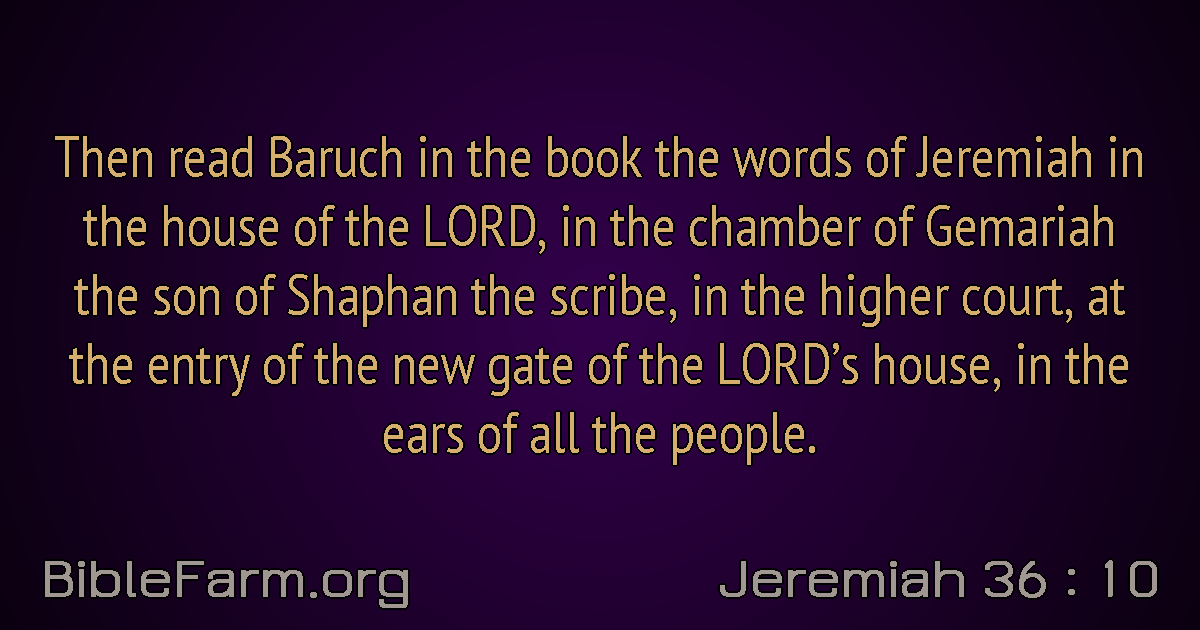 Then read Baruch in the book the words of Jeremiah in
the house of the LORD, in the chamber of Gemariah
the son of Shaphan the scribe, in the higher court, at
the entry of the new gate of the LORD’s house, in the
ears of all the people.
BibleFarm.org
Jeremiah 36 : 10